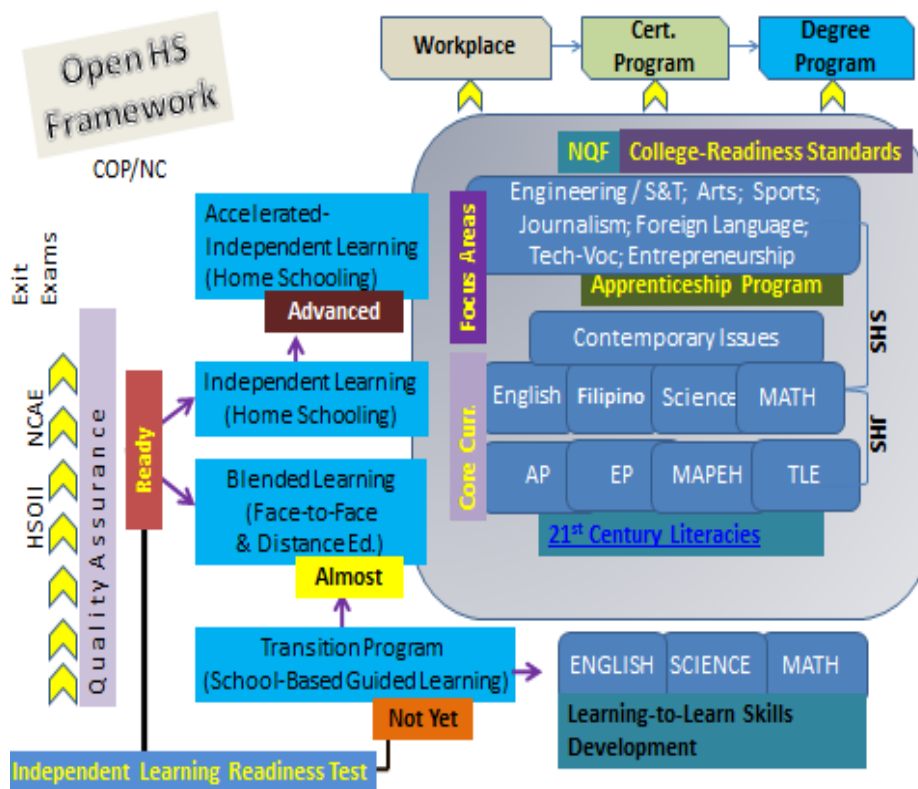 Open HS
Framework
COP/NC
Workplace
Cert.
Program
Degree
Program
NQF
College-Readiness Standards
Engineering / S&T; Arts; Sports;
Journalism; Foreign Language;
Tech-Voc; Entrepreneurship
Focus Areas
Apprenticeship Program
Contemporary Issues
English
Filipino
Science
MATH
AP
EP
MAPEH
TLE
Core Curr.
21st Century Literacies
SHS
JHS
Accelerated-
Independent Learning
(Home Schooling)
Advanced
Independent Learning
(Home Schooling)
Blended Learning
(Face-to-Face
& Distance Ed.)
Almost
Transition Program
(School-Based Guided Learning)
Not Yet
ENGLISH
SCIENCE
MATH
Learning-to-Learn Skills
Development
Exit
Exams
NCAE
HSOII
Quality Assurance
Ready
Independent Learning Readiness Test